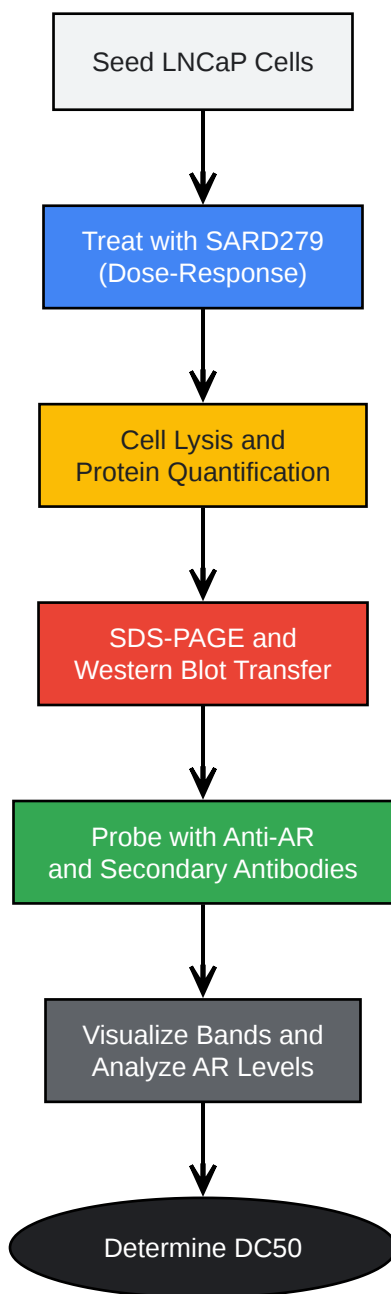 Seed LNCaP Cells
Treat with SARD279
(Dose-Response)
Cell Lysis and
Protein Quantification
SDS-PAGE and
Western Blot Transfer
Probe with Anti-AR
and Secondary Antibodies
Visualize Bands and
Analyze AR Levels
Determine DC50